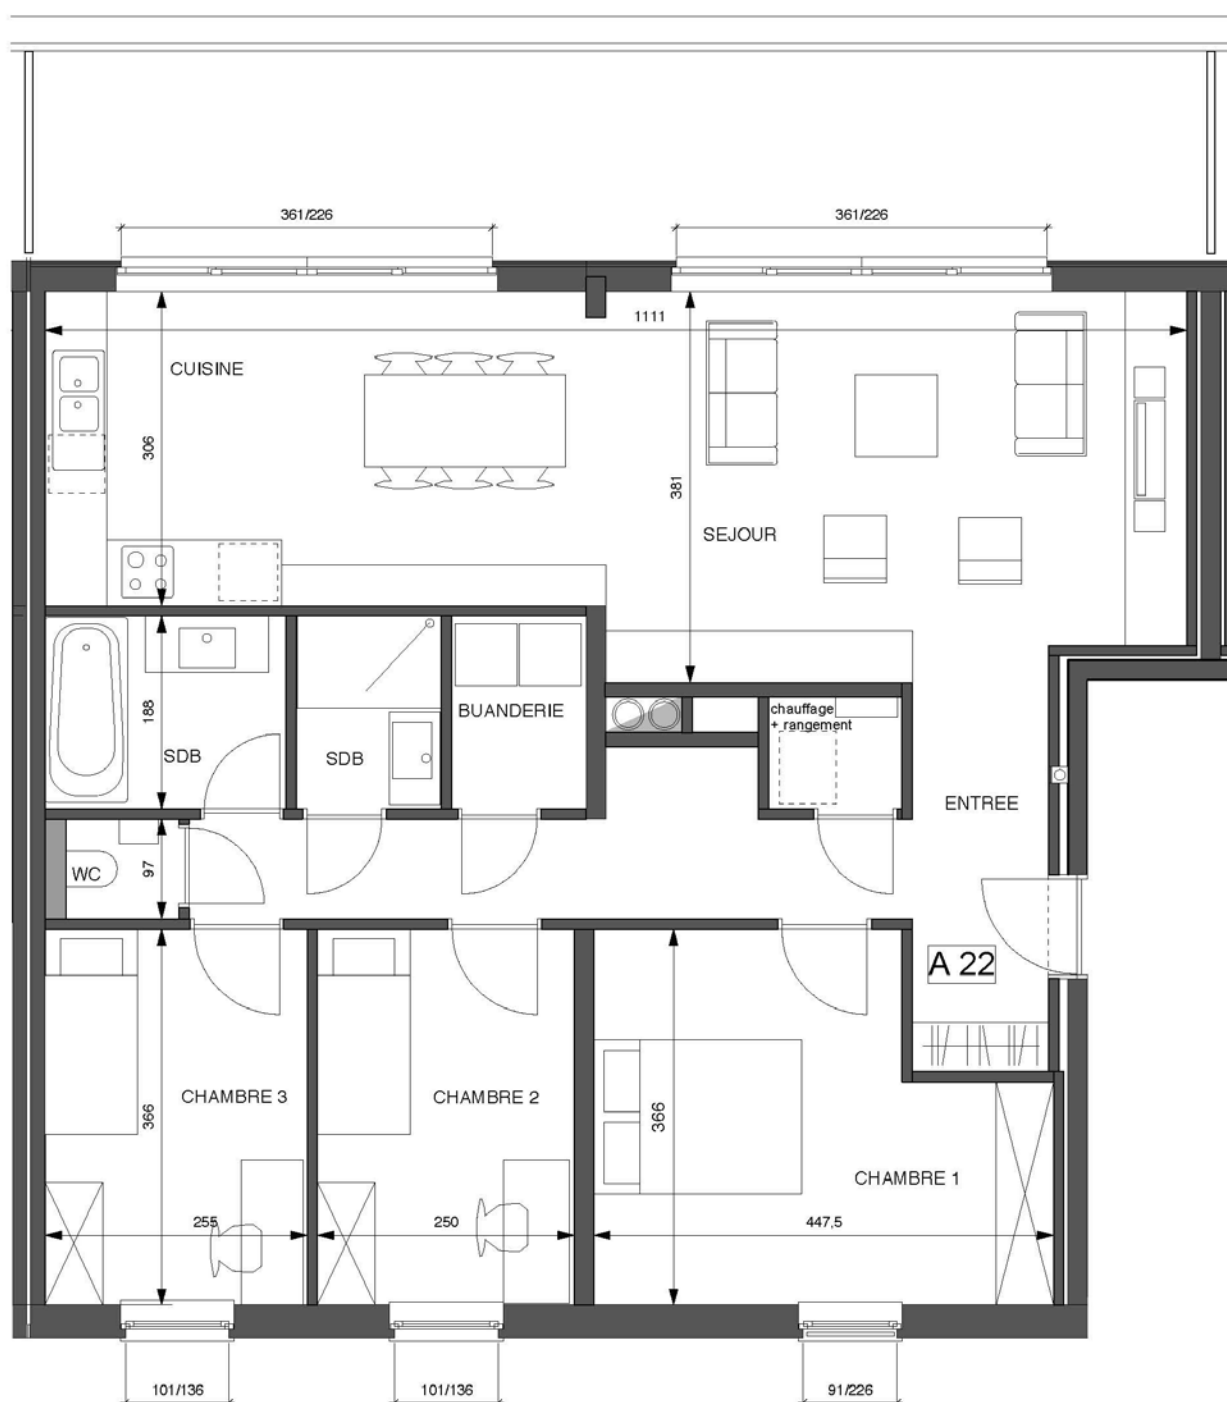 361/226
361/226
1111
CUISINE
306
381
SEJOUR
chauffage
+ rangement
188
SDB
SDB
BUANDERIE
ENTREE
WC
97
A 22
CHAMBRE 3
CHAMBRE 2
366
366
CHAMBRE 1
255
250
447,5
101/136
101/136
91/226